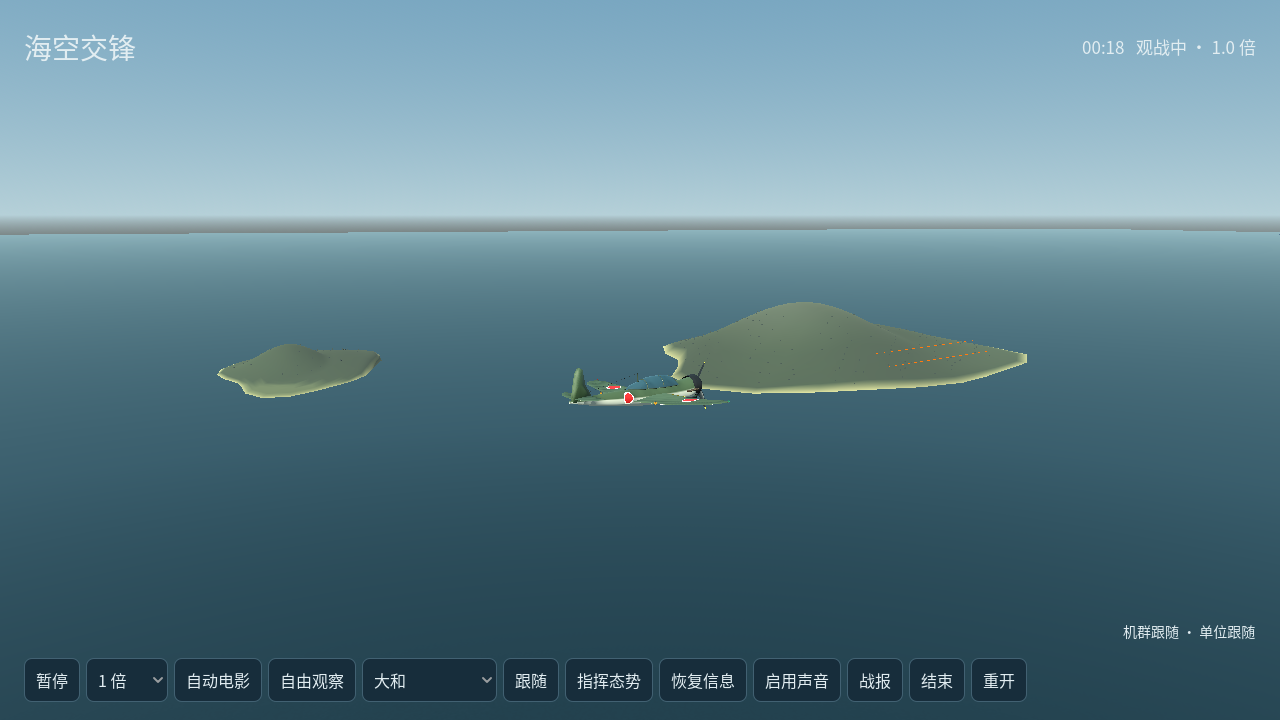 海空交锋
00:18 观战中 · 1.0 倍
机群跟随 · 单位跟随
暂停 1 倍 自动电影 自由观察 大和 跟随 指挥态势 恢复信息 启用声音 战报 结束 重开